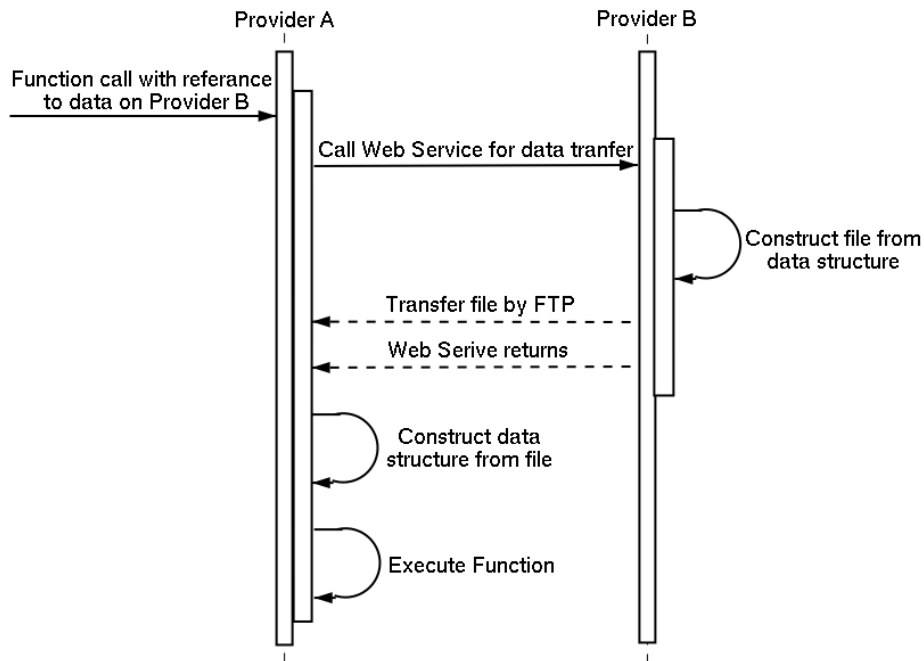 Provider A
Provider B
Function call with referance
to data on Provider B
Call Web Service for data tranfer
Construct file from
data structure
Transfer file by FTP
Web Serive returns
Construct data
structure from file
Execute Function